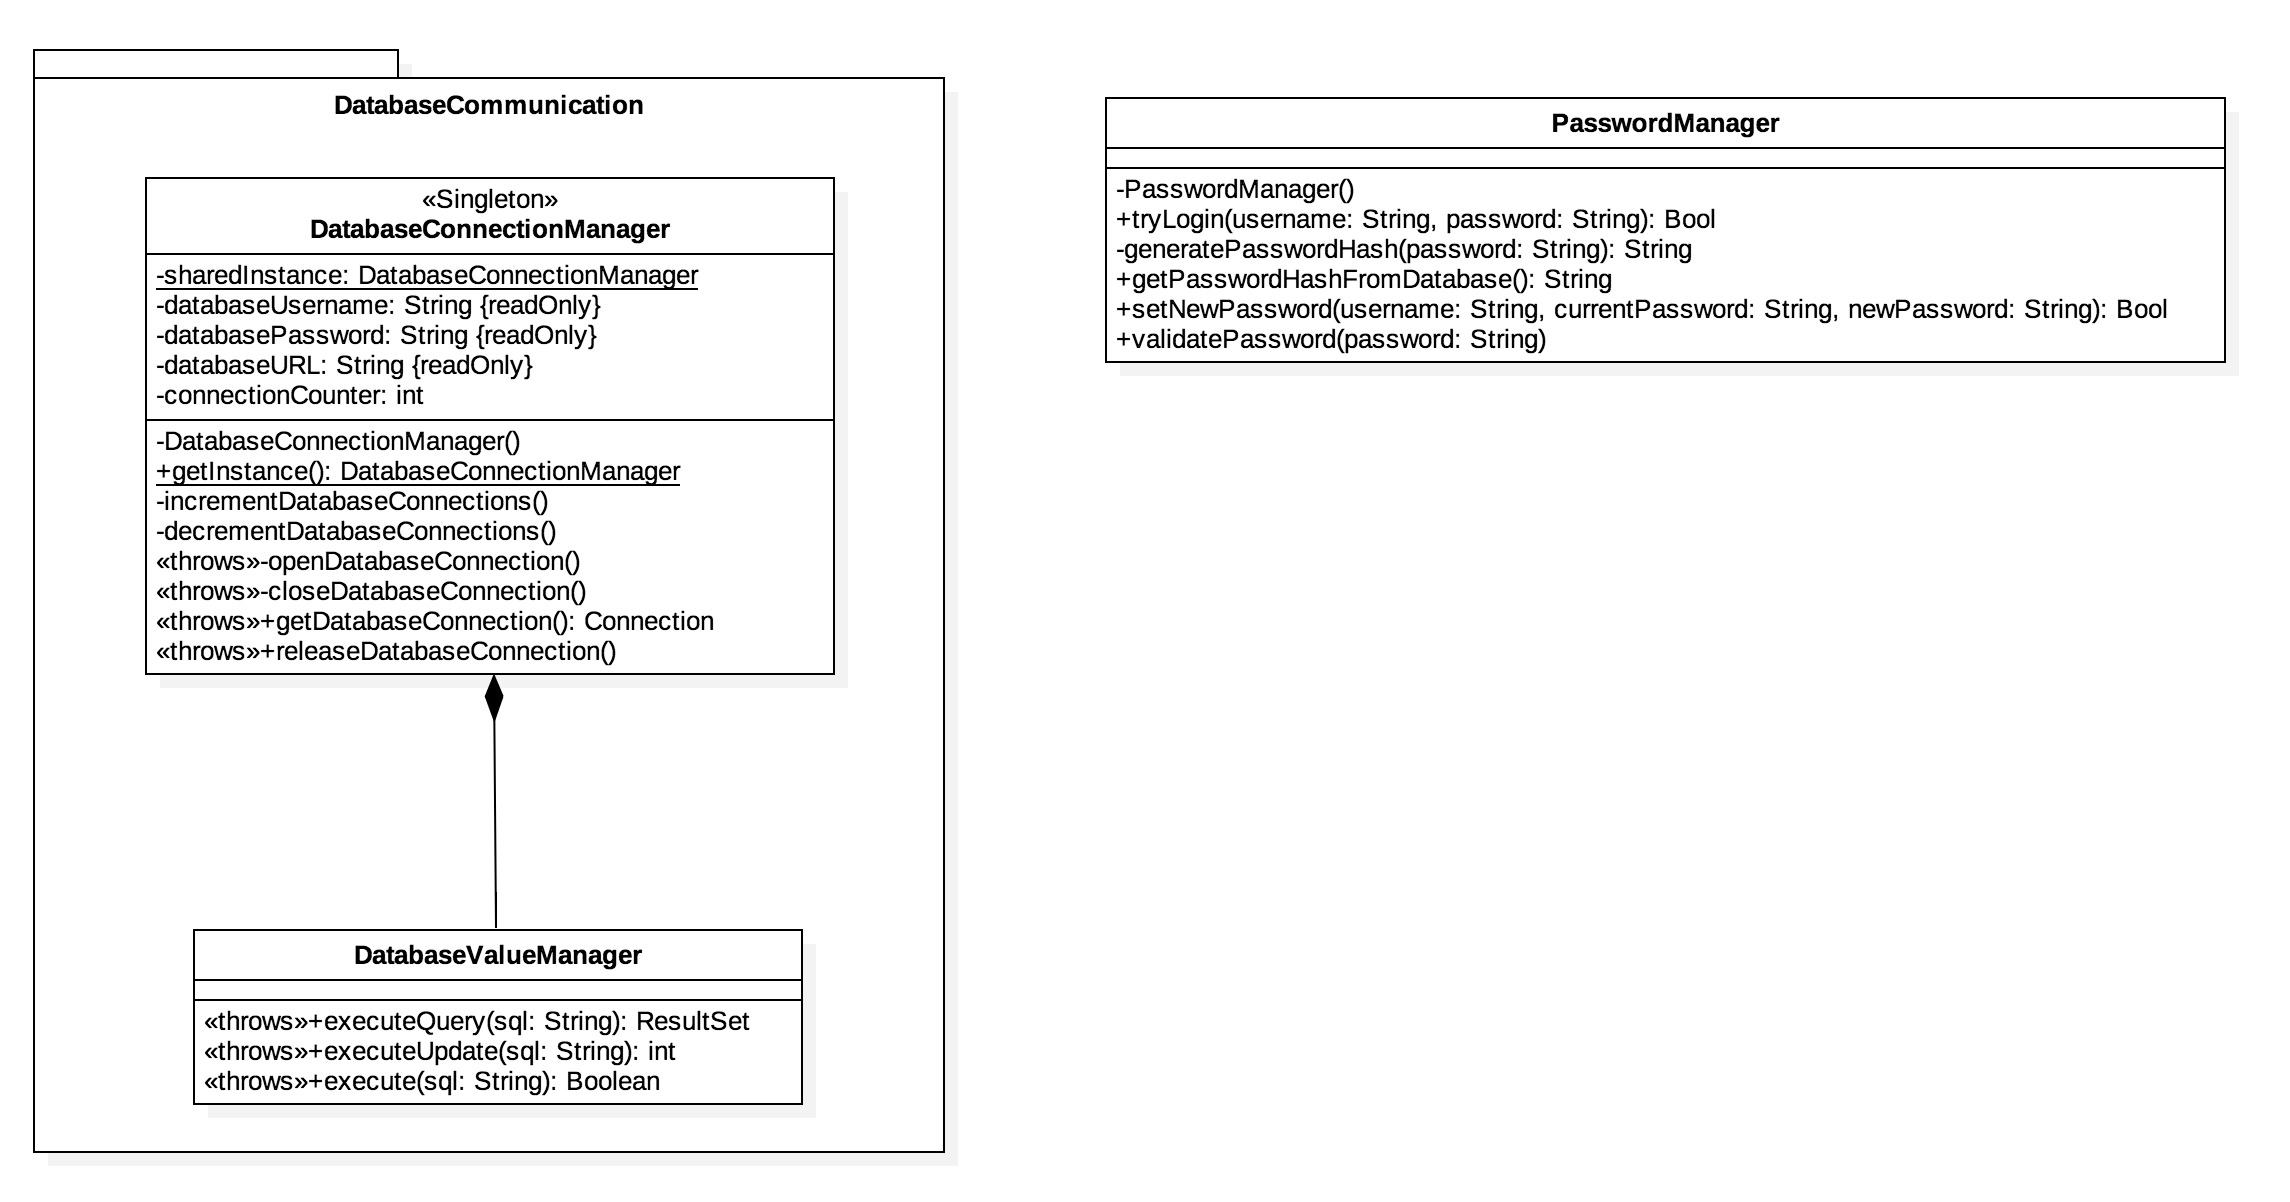 DatabaseCommunication
«Singleton»
DatabaseConnectionManager
-sharedInstance: DatabaseConnectionManager
-databaseUsername: String {readOnly}
-databasePassword: String {readOnly}
-databaseURL: String {readOnly}
-connectionCounter: int
-DatabaseConnectionManager()
+getInstance(): DatabaseConnectionManager
-incrementDatabaseConnections()
-decrementDatabaseConnections()
«throws»-openDatabaseConnection()
«throws»-closeDatabaseConnection()
«throws»+getDatabaseConnection(): Connection
«throws»+releaseDatabaseConnection()
DatabaseValueManager
«throws»+executeQuery(sql: String): ResultSet
«throws»+executeUpdate(sql: String): int
«throws»+execute(sql: String): Boolean
PasswordManager
-PasswordManager()
+tryLogin(username: String, password: String): Bool
-generatePasswordHash(password: String): String
+getPasswordHashFromDatabase(): String
+setNewPassword(username: String, currentPassword: String, newPassword: String): Bool
+validatePassword(password: String)